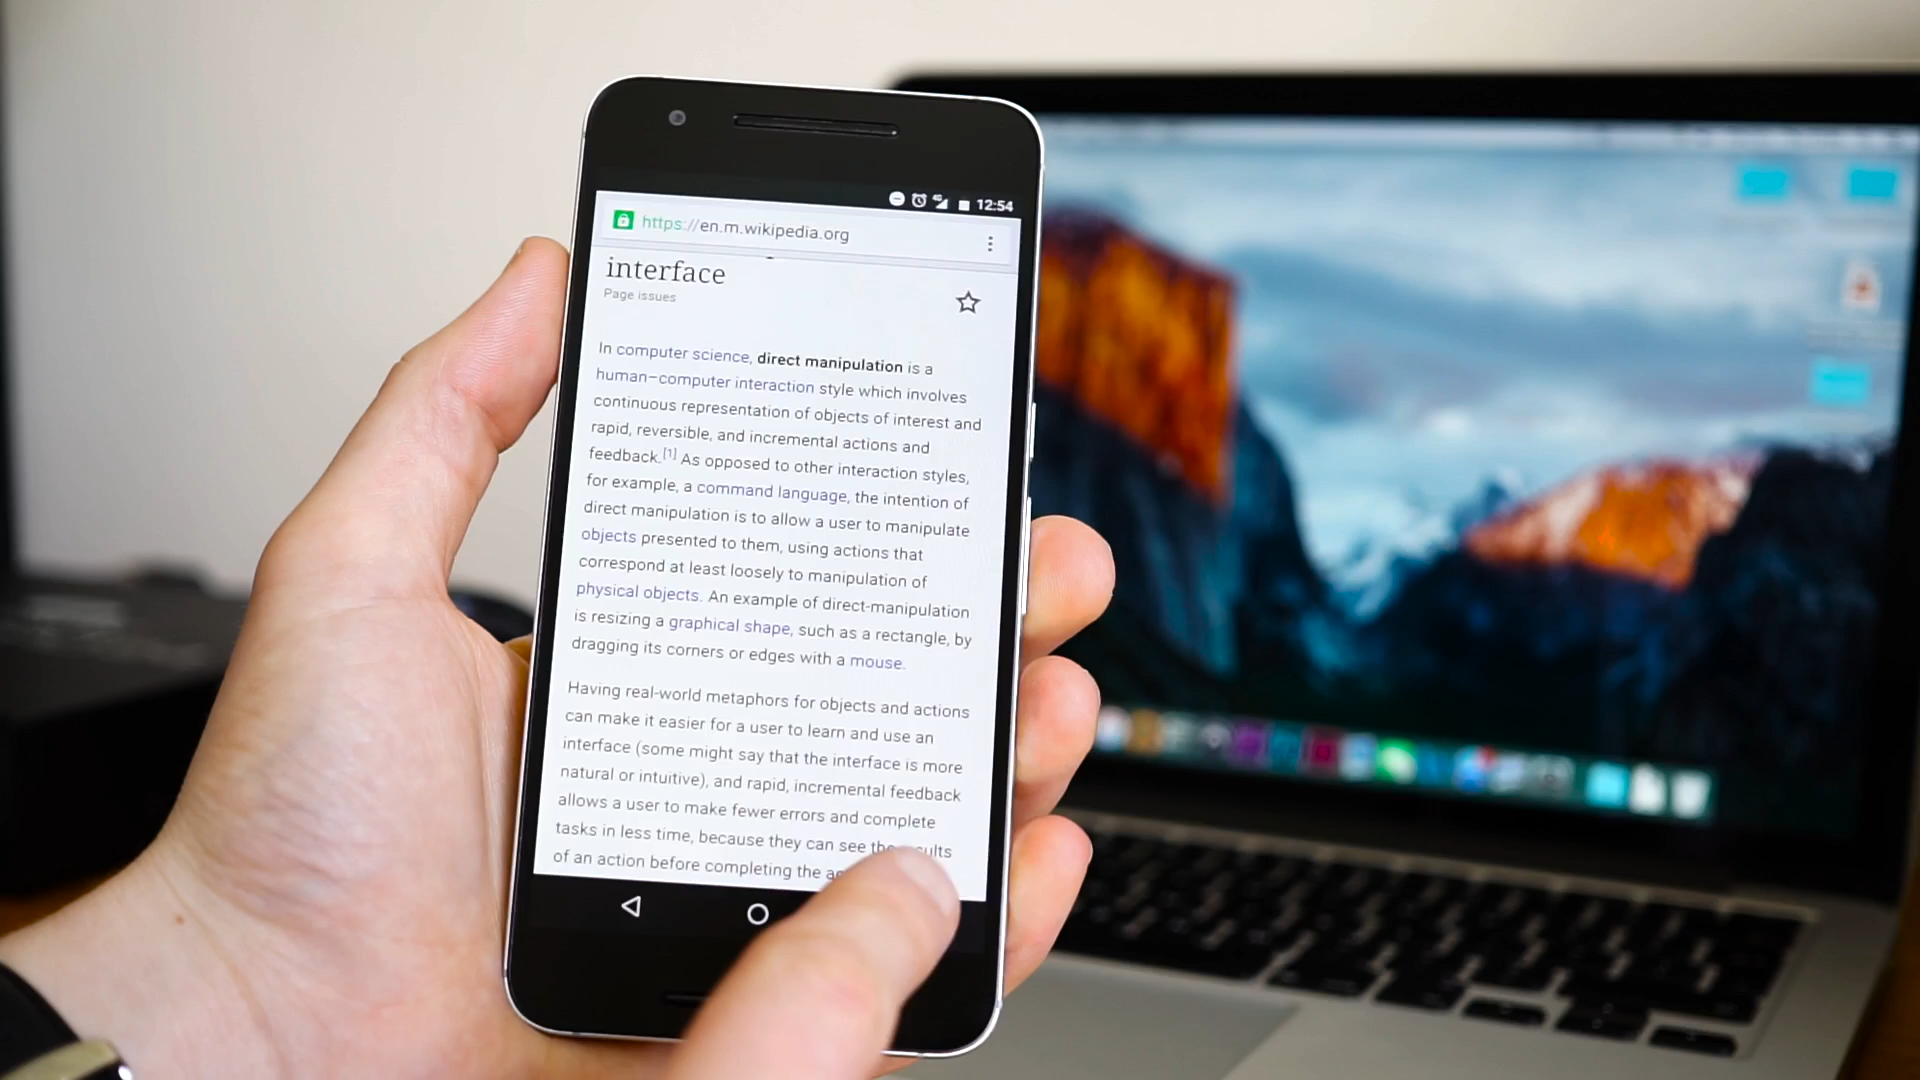 12:54
https://en.m.wikipedia.org
interface
Page issues
In computer science, direct manipulation is a
human–computer interaction style which involves
continuous representation of objects of interest and
rapid, reversible, and incremental actions and
feedback.[1] As opposed to other interaction styles,
for example, a command language, the intention of
direct manipulation is to allow a user to manipulate
objects presented to them, using actions that
correspond at least loosely to manipulation of
physical objects. An example of direct-manipulation
is resizing a graphical shape, such as a rectangle, by
dragging its corners or edges with a mouse.
Having real-world metaphors for objects and actions
can make it easier for a user to learn and use an
interface (some might say that the interface is more
natural or intuitive), and rapid, incremental feedback
allows a user to make fewer errors and complete
tasks in less time, because they can see the results
of an action before completing the